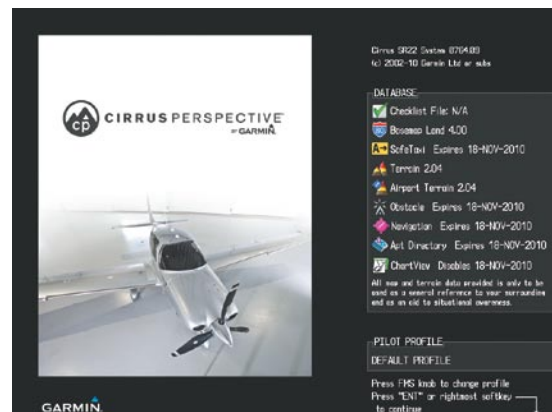 cp
CIRRUS PERSPECTIVE™
BY GARMIN
GARMIN
Cirrus SR22 System 0764.09
(c) 2002-10 Garmin Ltd or subs
DATABASE
Checklist File: N/A
Basemap Land 4.00
A→ SafeTaxi Expires 18-NOV-2010
Terrain 2.04
Airport Terrain 2.04
Obstacle Expires 18-NOV-2010
Navigation Expires 18-NOV-2010
Apt Directory Expires 18-NOV-2010
ChartView Disables 18-NOV-2010
All map and terrain data provided is only to be
used as a general reference to your surrounding
and as an aid to situational awareness.
PILOT PROFILE
DEFAULT PROFILE
Press FMS knob to change profile
Press "ENT" or rightmost softkey
to continue